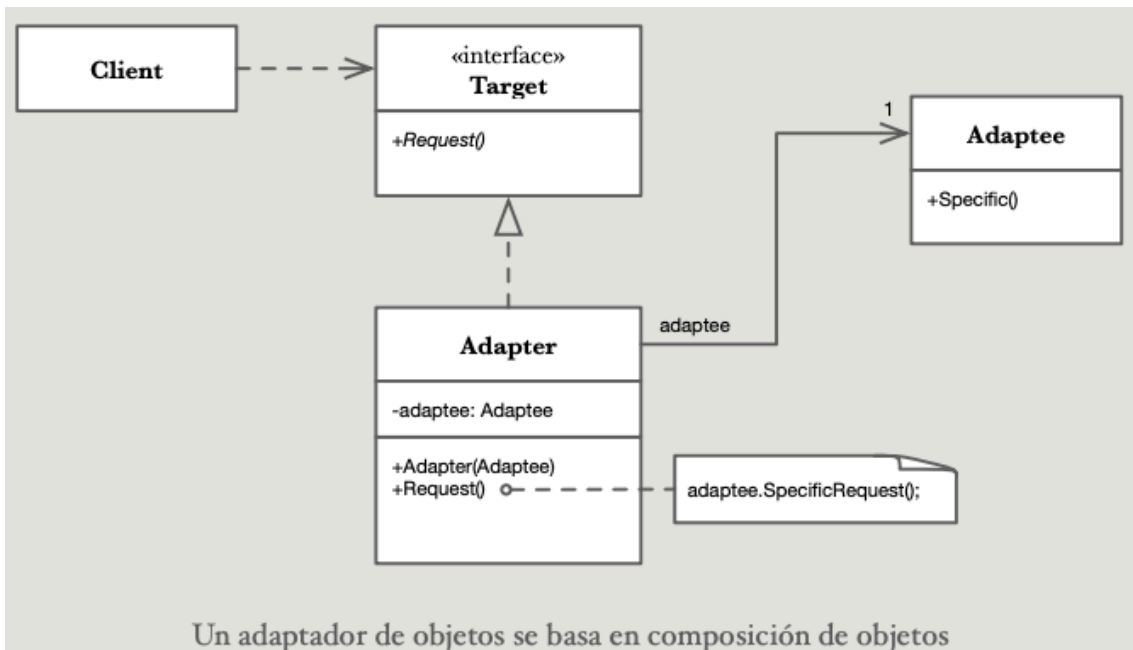 Client
«interface»
Target
+Request()
1
Adaptee
+Specific()
adaptee
Adapter
-adaptee: Adaptee
+Adapter(Adaptee)
+Request()
adaptee.SpecificRequest();
Un adaptador de objetos se basa en composición de objetos